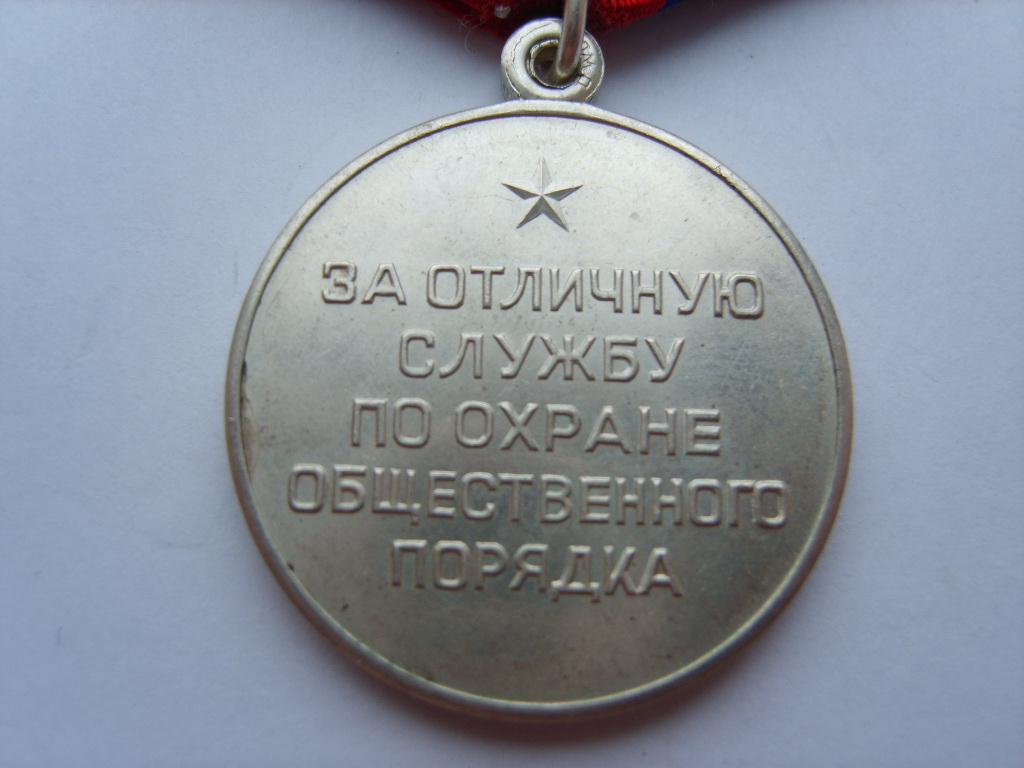 ЗА ОТЛИЧНУЮ
СЛУЖБУ
ПО ОХРАНЕ
ОБЩЕСТВЕННОГО
ПОРЯДКА